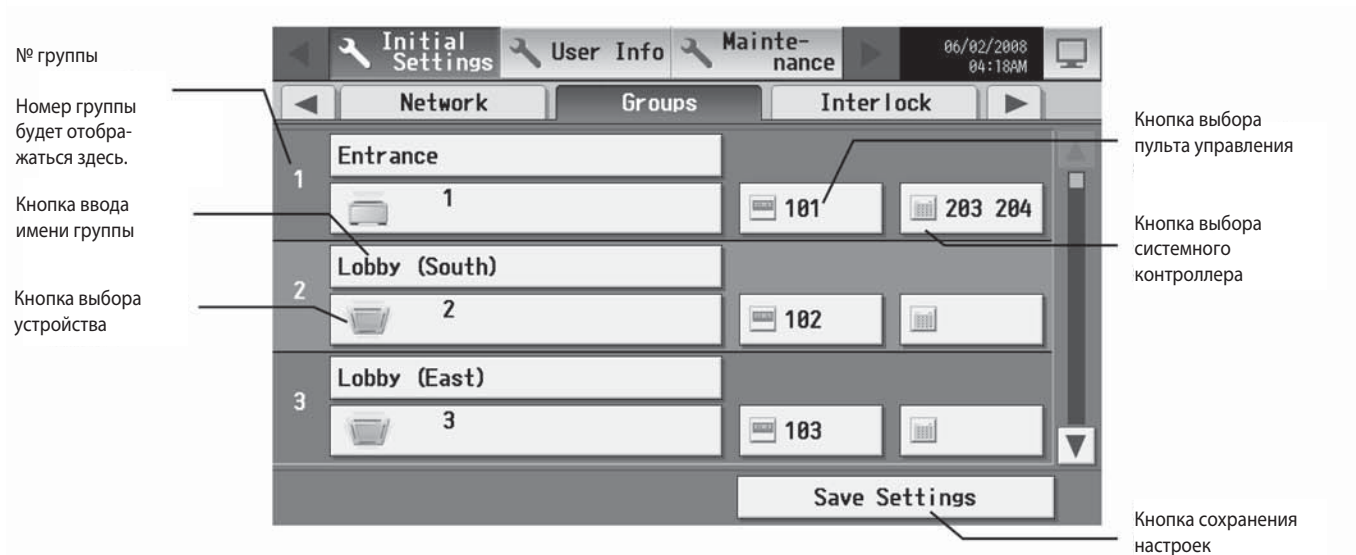 № группы
Номер группы
будет отобра-
жаться здесь.
Кнопка ввода
имени группы
Кнопка выбора
устройства
Initial
Settings
User Info
Mainte-
nance
06/02/2008
04:18AM
Network
Groups
Interlock
1
Entrance
1
101
203 204
2
Lobby (South)
2
102
3
Lobby (East)
3
103
Save Settings
Кнопка выбора
пульта управления
Кнопка выбора
системного
контроллера
Кнопка сохранения
настроек